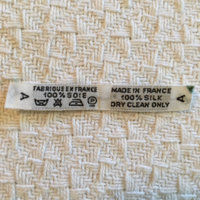 A
FABRIQUE EN FRANCE
100% SOIE
P
MADE IN FRANCE
100% SILK
DRY CLEAN ONLY
A